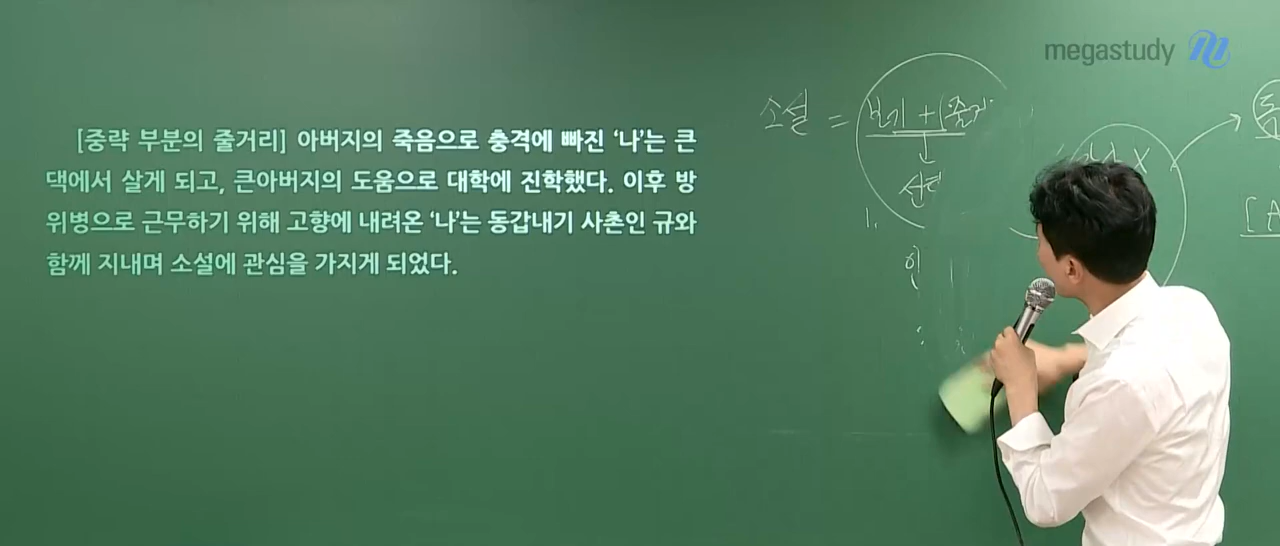 megastudy
[중략 부분의 줄거리] 아버지의 죽음으로 충격에 빠진 ‘나’는 큰
댁에서 살게 되고, 큰아버지의 도움으로 대학에 진학했다. 이후 방
위병으로 근무하기 위해 고향에 내려온 ‘나’는 동갑내기 사촌인 규와
함께 지내며 소설에 관심을 가지게 되었다.
소설 = 보기 +
1.
인
[A